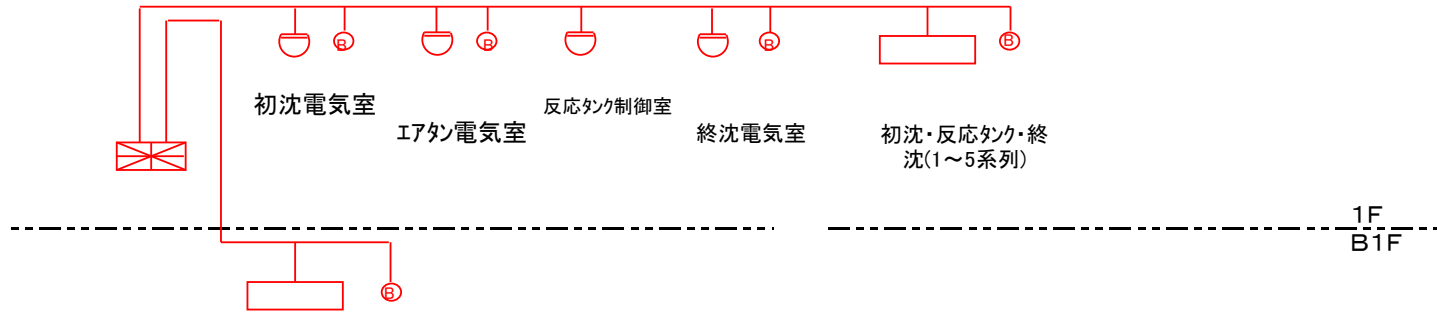 B B B B
初沈電気室
エアタン電気室
反応タンク制御室
終沈電気室
初沈・反応タンク・終
沈(1～5系列)
1F
B1F
B